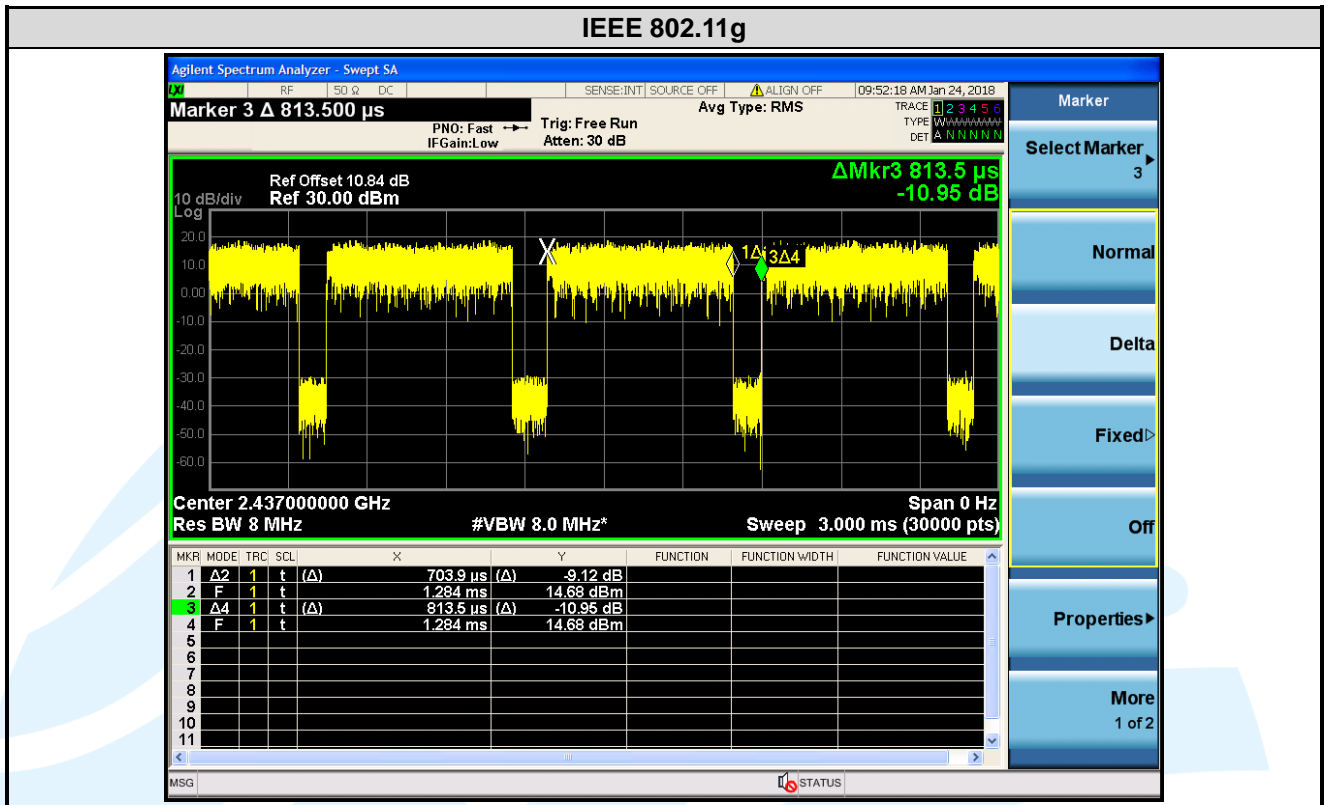 IEEE 802.11g
Agilent Spectrum Analyzer - Swept SA
LXI RF 50 Ω DC SENSE:INT SOURCE OFF ALIGN OFF 09:52:18 AM Jan 24, 2018
Marker 3 Δ 813.500 µs
PNO: Fast
IFGain:Low
Trig: Free Run
Atten: 30 dB
Avg Type: RMS
TRACE 1 2 3 4 5 6
TYPE WWWWWW
DET A N N N N N
ΔMkr3 813.5 µs
-10.95 dB
Ref Offset 10.84 dB
10 dB/div Ref 30.00 dBm
Log
20.0
10.0
0.00
-10.0
-20.0
-30.0
-40.0
-50.0
-60.0
3Δ4
Center 2.437000000 GHz Span 0 Hz
Res BW 8 MHz #VBW 8.0 MHz* Sweep 3.000 ms (30000 pts)
MKR MODE TRC SCL X Y FUNCTION FUNCTION WIDTH FUNCTION VALUE
1 Δ2 1 t (Δ) 703.9 µs (Δ) -9.12 dB
2 F 1 t 1.284 ms 14.68 dBm
3 Δ4 1 t (Δ) 813.5 µs (Δ) -10.95 dB
4 F 1 t 1.284 ms 14.68 dBm
5
6
7
8
9
10
11
MSG STATUS
Marker
Select Marker
3
Normal
Delta
Fixed
Off
Properties
More
1 of 2